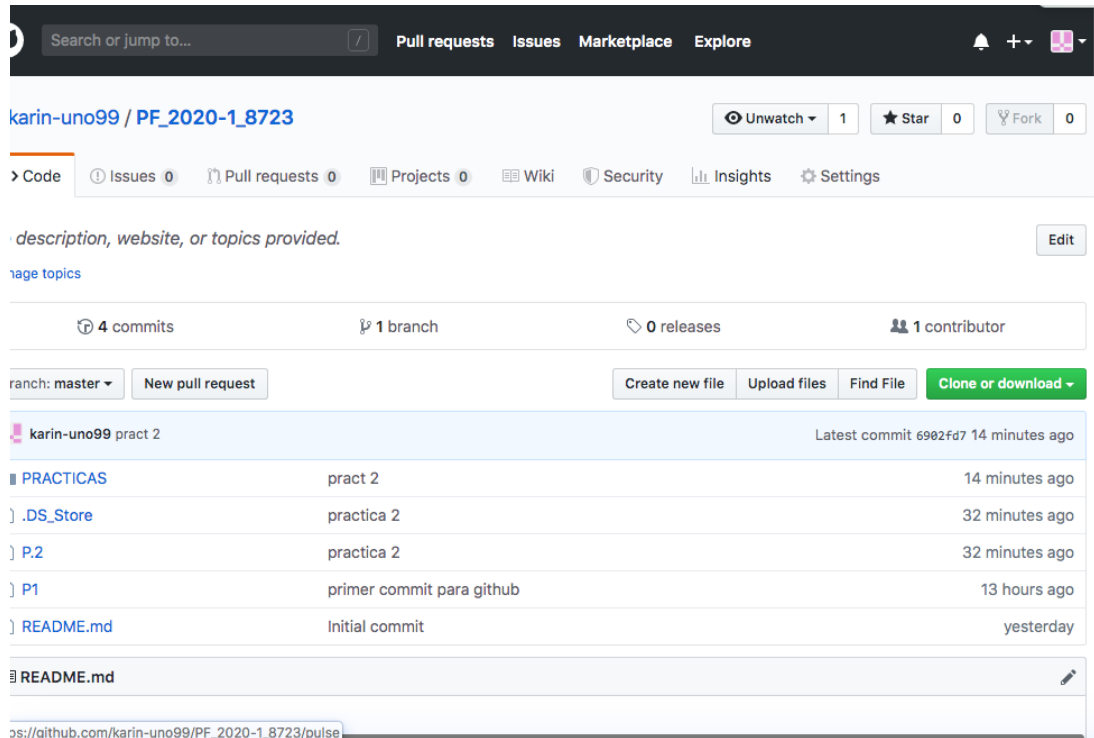 Search or jump to... / Pull requests Issues Marketplace Explore
karin-uno99 / PF_2020-1_8723 Unwatch 1 Star 0 Fork 0
Code Issues 0 Pull requests 0 Projects 0 Wiki Security Insights Settings
description, website, or topics provided. Edit
nage topics
4 commits 1 branch 0 releases 1 contributor
ranch: master New pull request Create new file Upload files Find File Clone or download
karin-uno99 pract 2 Latest commit 6902fd7 14 minutes ago
PRACTICAS pract 2 14 minutes ago
.DS_Store practica 2 32 minutes ago
P.2 practica 2 32 minutes ago
P1 primer commit para github 13 hours ago
README.md Initial commit yesterday
README.md
ps://github.com/karin-uno99/PF_2020-1_8723/pulse